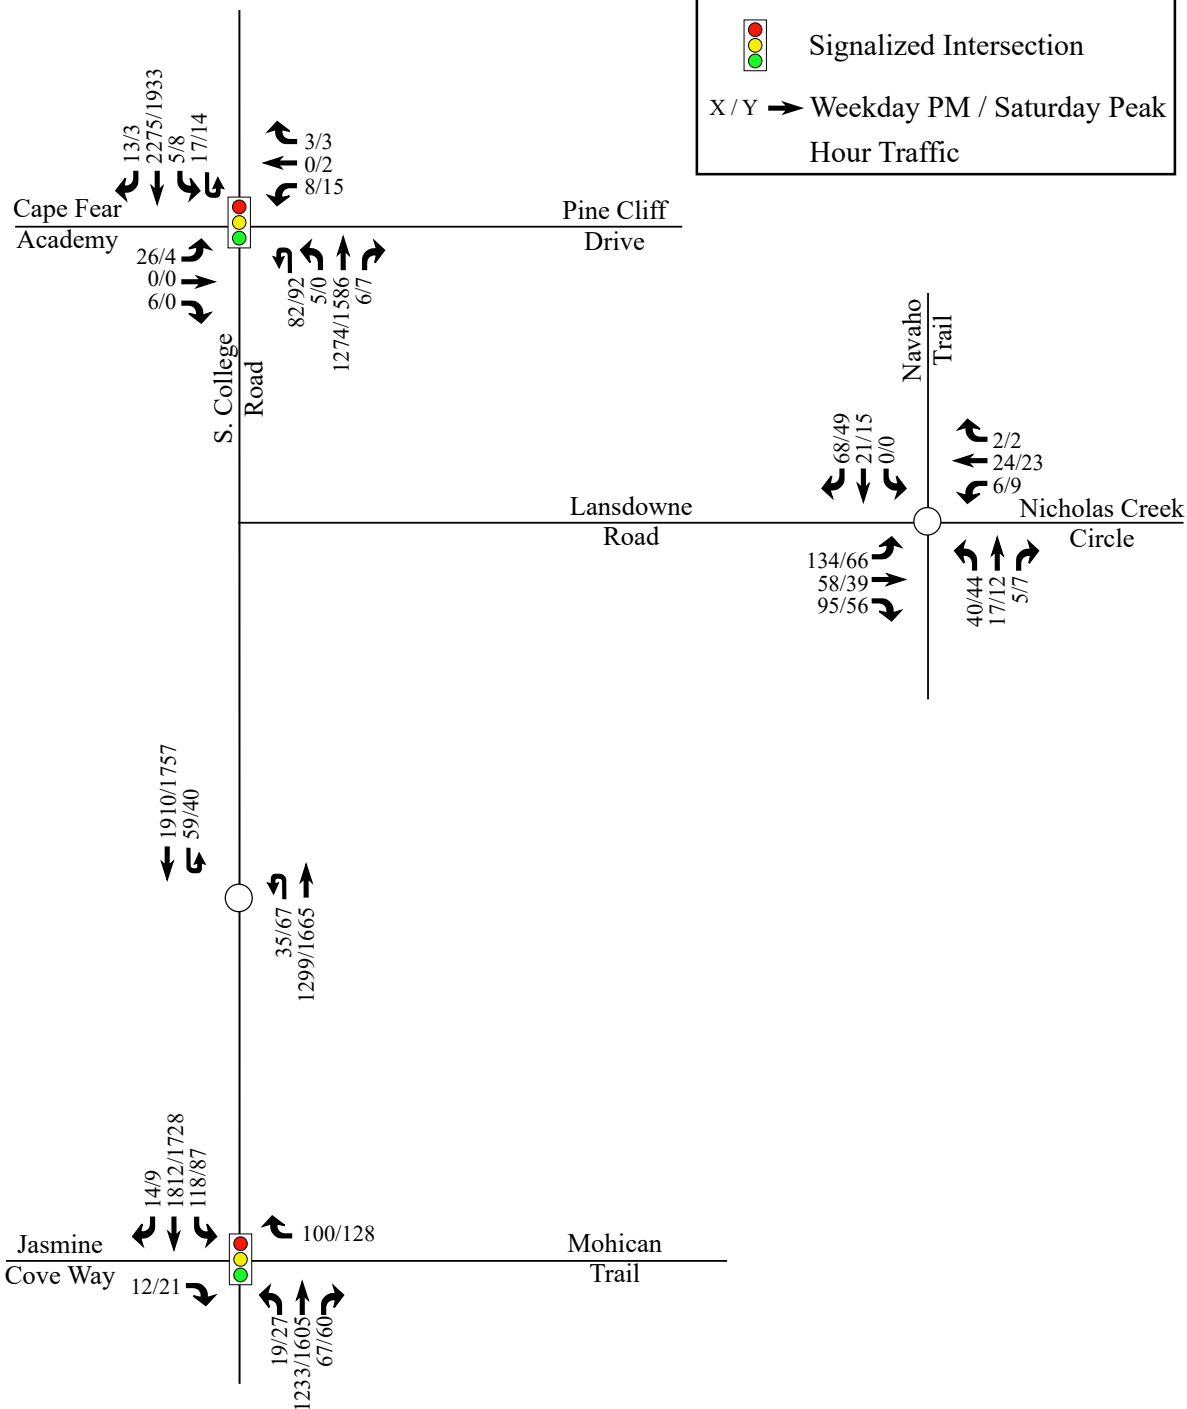 Signalized Intersection
X / Y Weekday PM / Saturday Peak
Hour Traffic
13/3
2275/1933
5/8
17/14
3/3
0/2
8/15
Cape Fear
Academy
Pine Cliff
Drive
26/4
0/0
6/0
82/92
5/0
1274/1586
6/7
S. College
Road
Navaho
Trail
68/49
21/15
0/0
2/2
24/23
6/9
Lansdowne
Road
Nicholas Creek
Circle
134/66
58/39
95/56
40/44
17/12
5/7
1910/1757
59/40
35/67
1299/1665
14/9
1812/1728
118/87
100/128
Jasmine
Cove Way
Mohican
Trail
12/21
19/27
1233/1605
67/60